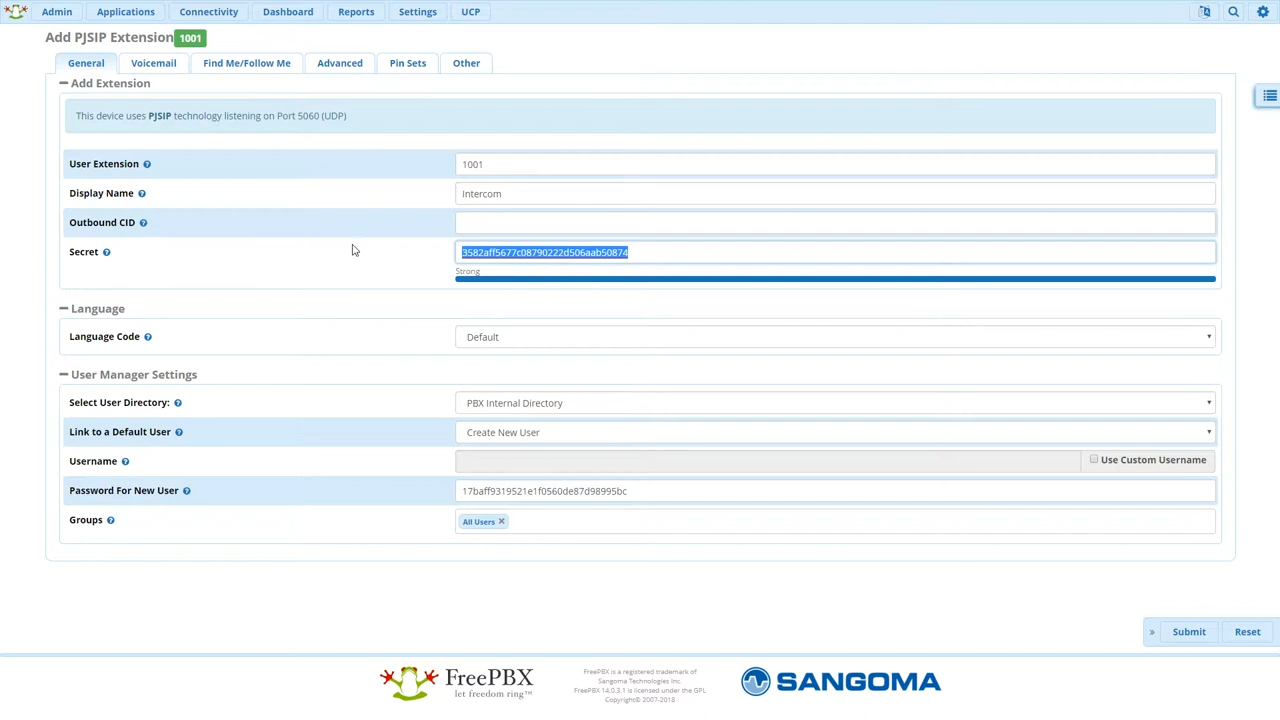 Admin Applications Connectivity Dashboard Reports Settings UCP
Add PJSIP Extension 1001
General Voicemail Find Me/Follow Me Advanced Pin Sets Other
Add Extension
This device uses PJSIP technology listening on Port 5060 (UDP)
User Extension 1001
Display Name Intercom
Outbound CID
Secret 3582aff5677c08790222d506aab50874
Strong
Language
Language Code Default
User Manager Settings
Select User Directory: PBX Internal Directory
Link to a Default User Create New User
Username Use Custom Username
Password For New User 17baff9319521e1f0560de87d98995bc
Groups All Users
» Submit Reset
FreePBX
let freedom ring™
FreePBX is a registered trademark of
Sangoma Technologies Inc.
FreePBX 14.0.3.1 is licensed under the GPL
Copyright© 2007-2018
SANGOMA